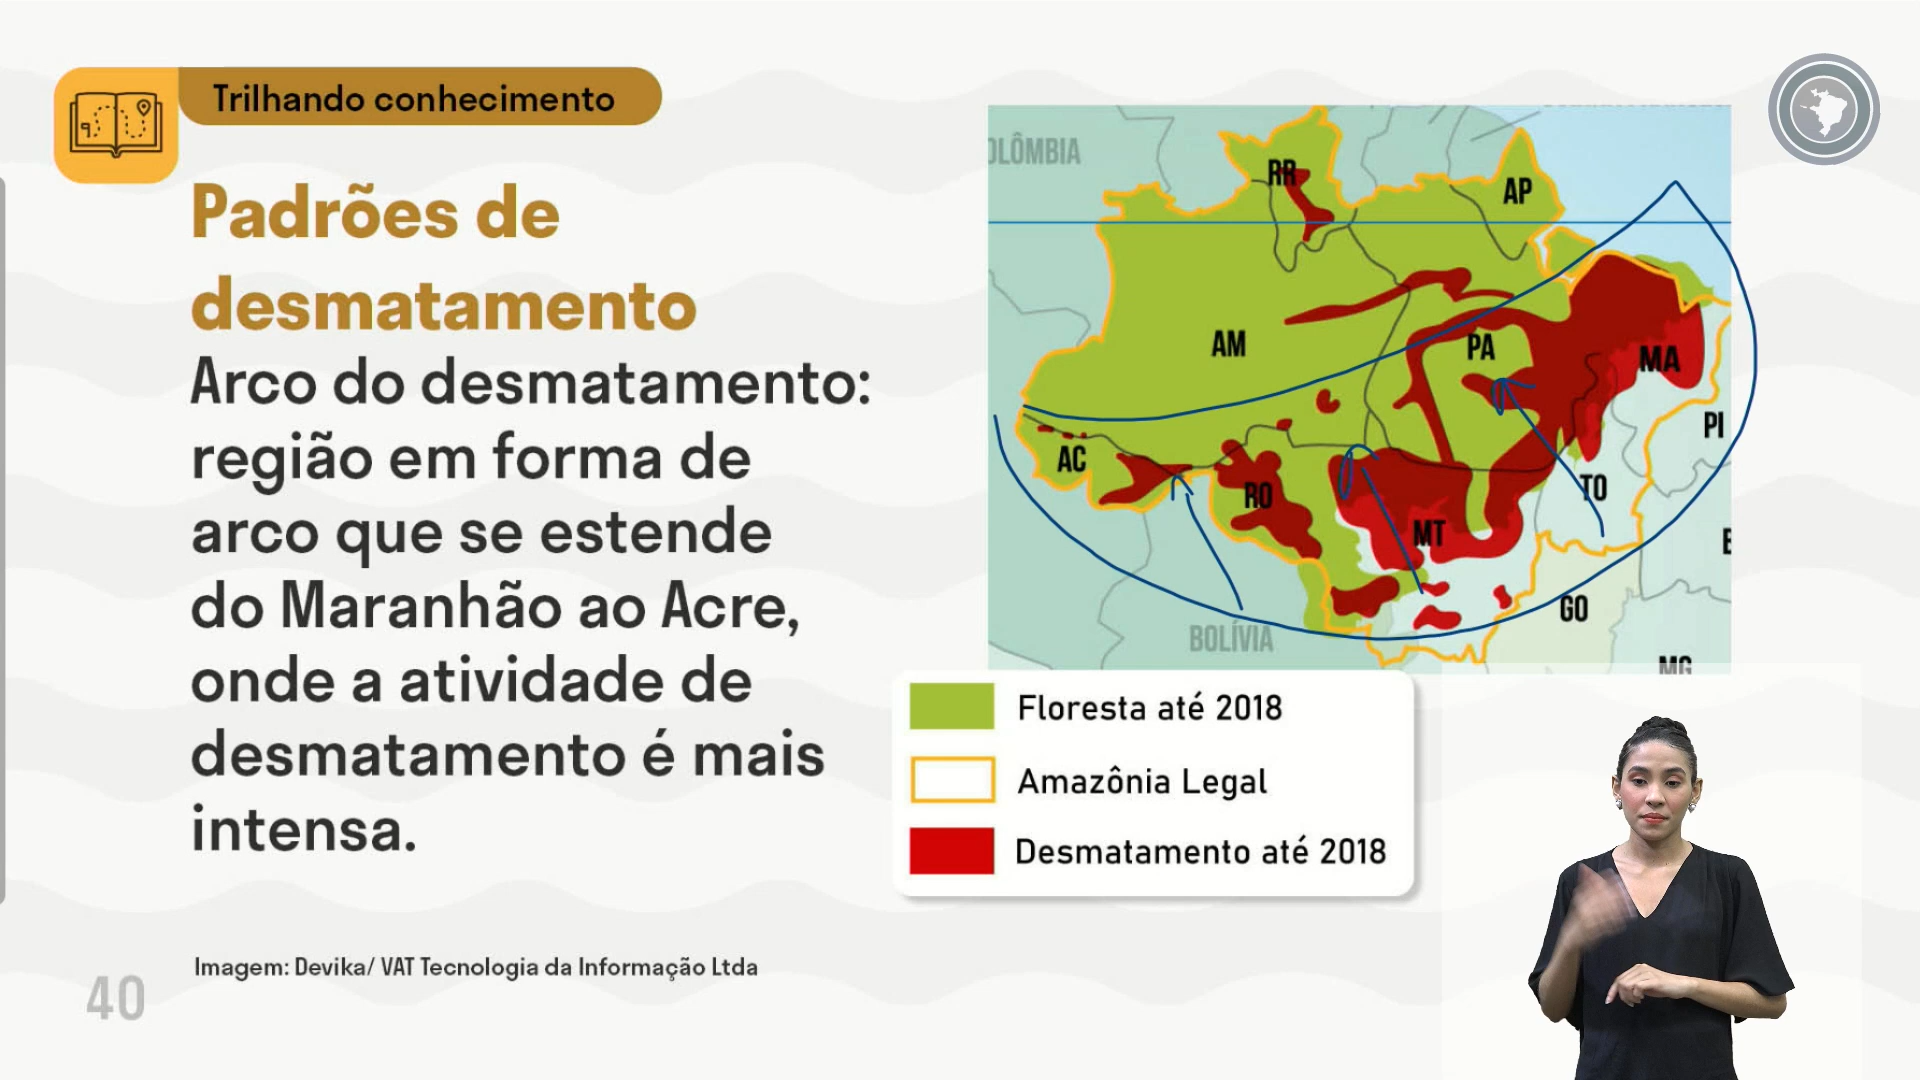 Trilhando conhecimento
Padrões de
desmatamento
Arco do desmatamento:
região em forma de
arco que se estende
do Maranhão ao Acre,
onde a atividade de
desmatamento é mais
intensa.
Imagem: Devika/ VAT Tecnologia da Informação Ltda
40
OLÔMBIA
RR
AP
AM
PA
MA
PI
AC
RO
TO
MT
GO
BOLÍVIA
MG
Floresta até 2018
Amazônia Legal
Desmatamento até 2018